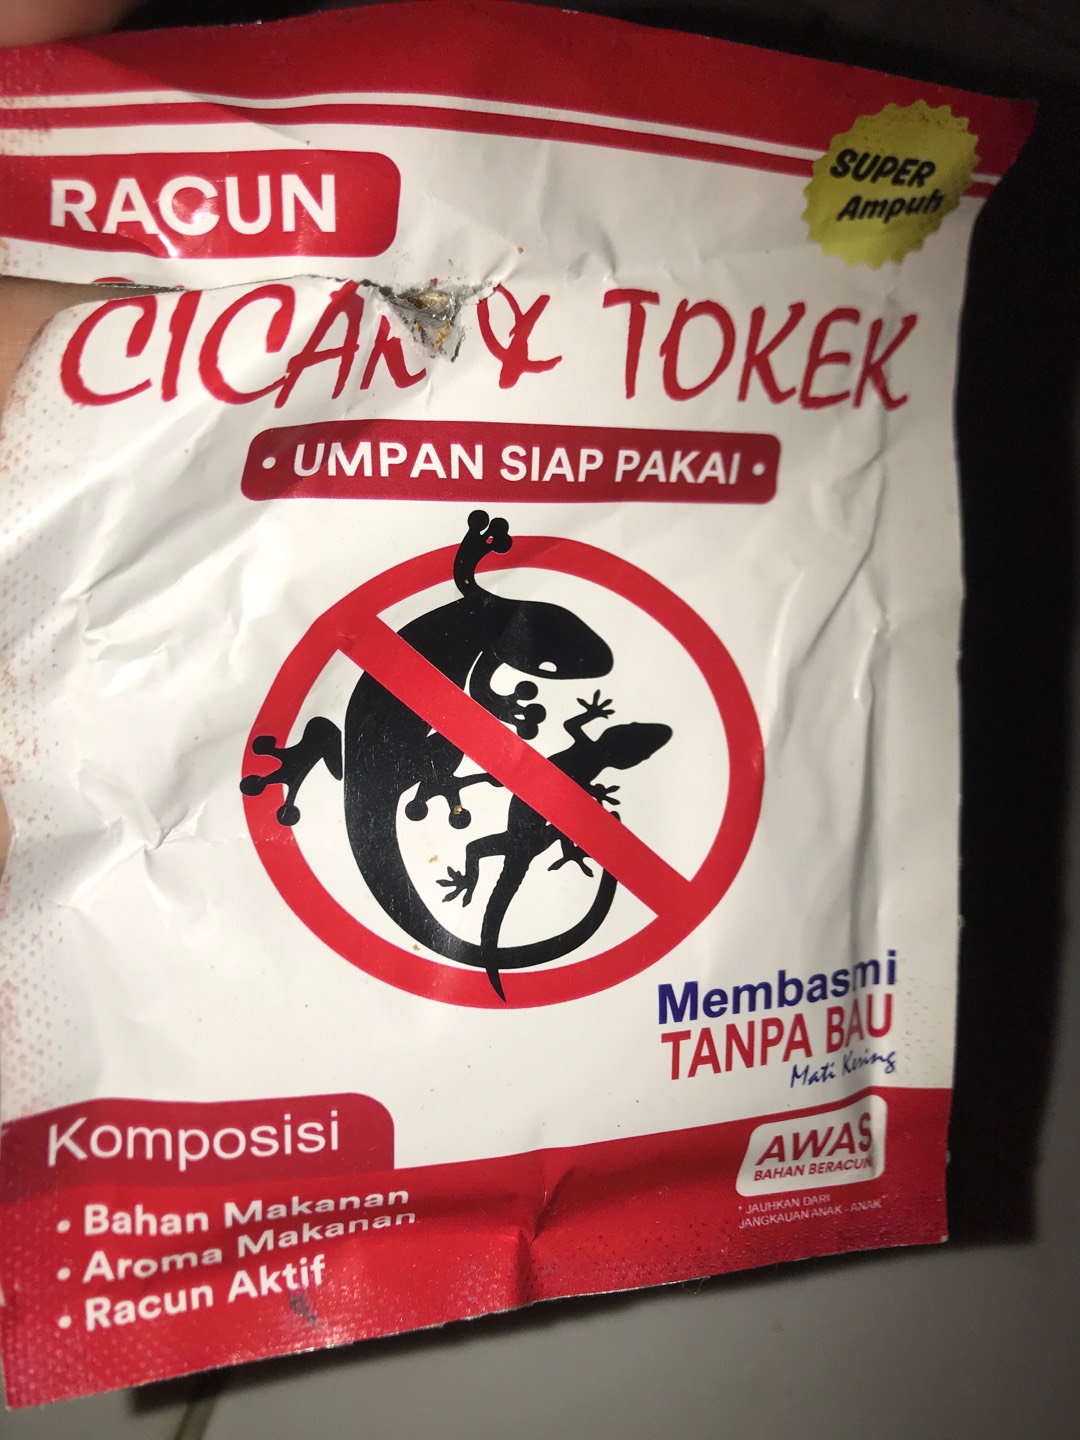 SUPER
Ampuh
RACUN
CICAK & TOKEK
• UMPAN SIAP PAKAI •
Membasmi
TANPA BAU
Mati Kering
Komposisi
AWAS
BAHAN BERACUN
* JAUHKAN DARI
JANGKAUAN ANAK - ANAK
• Bahan Makanan
• Aroma Makanan
• Racun Aktif